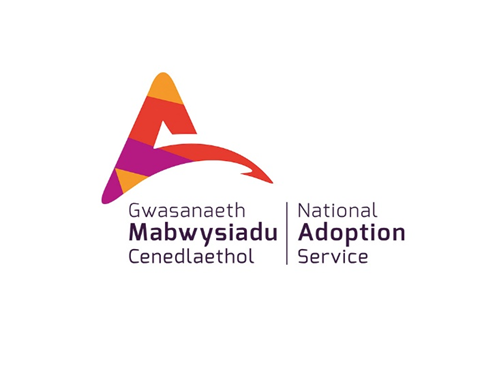 Gwasanaeth
Mabwysiadu
Cenedlaethol
National
Adoption
Service